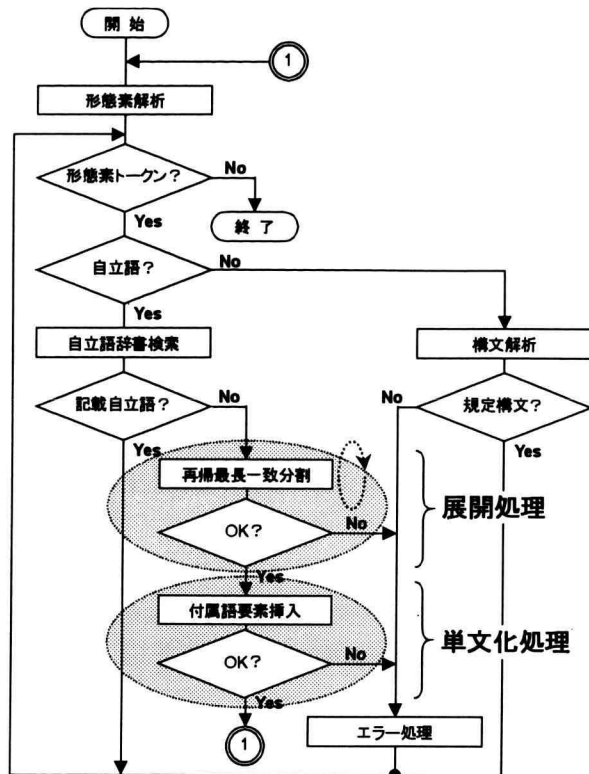 開 始
1
形態素解析
形態素トークン?
No
Yes
終 了
自立語?
No
Yes
自立語辞書検索
構文解析
記載自立語?
No
No
規定構文?
Yes
Yes
再帰最長一致分割
展開処理
OK?
No
Yes
付属語要素挿入
単文化処理
OK?
No
Yes
1
エラー処理